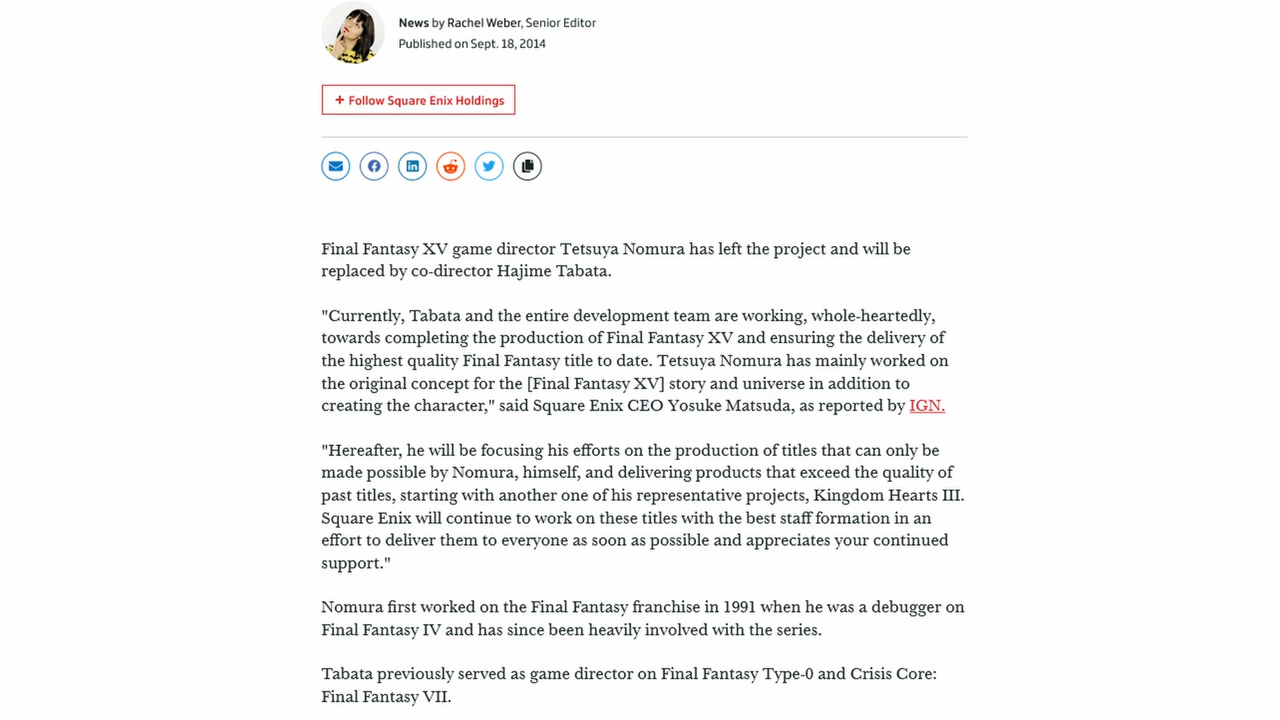 News by Rachel Weber, Senior Editor
Published on Sept. 18, 2014
+ Follow Square Enix Holdings
Final Fantasy XV game director Tetsuya Nomura has left the project and will be
replaced by co-director Hajime Tabata.
"Currently, Tabata and the entire development team are working, whole-heartedly,
towards completing the production of Final Fantasy XV and ensuring the delivery of
the highest quality Final Fantasy title to date. Tetsuya Nomura has mainly worked on
the original concept for the [Final Fantasy XV] story and universe in addition to
creating the character," said Square Enix CEO Yosuke Matsuda, as reported by IGN.
"Hereafter, he will be focusing his efforts on the production of titles that can only be
made possible by Nomura, himself, and delivering products that exceed the quality of
past titles, starting with another one of his representative projects, Kingdom Hearts III.
Square Enix will continue to work on these titles with the best staff formation in an
effort to deliver them to everyone as soon as possible and appreciates your continued
support."
Nomura first worked on the Final Fantasy franchise in 1991 when he was a debugger on
Final Fantasy IV and has since been heavily involved with the series.
Tabata previously served as game director on Final Fantasy Type-0 and Crisis Core:
Final Fantasy VII.